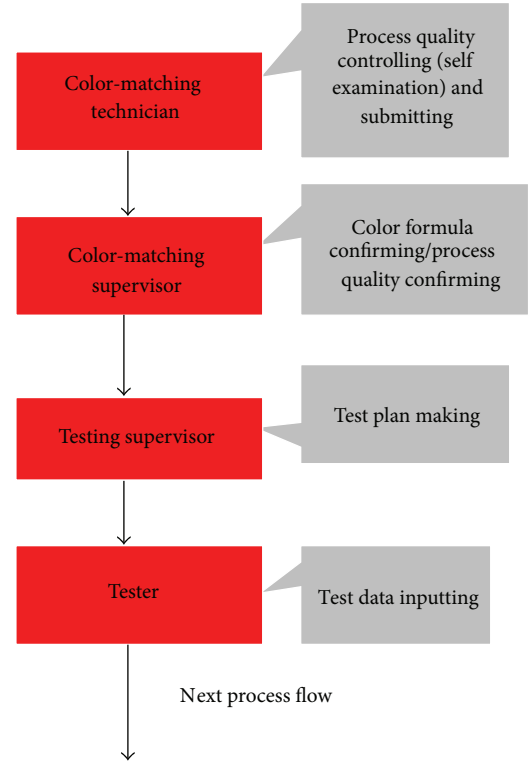 Color-matching
technician
Process quality
controlling (self
examination) and
submitting
Color-matching
supervisor
Color formula
confirming/process
quality confirming
Testing supervisor
Test plan making
Tester
Test data inputting
Next process flow